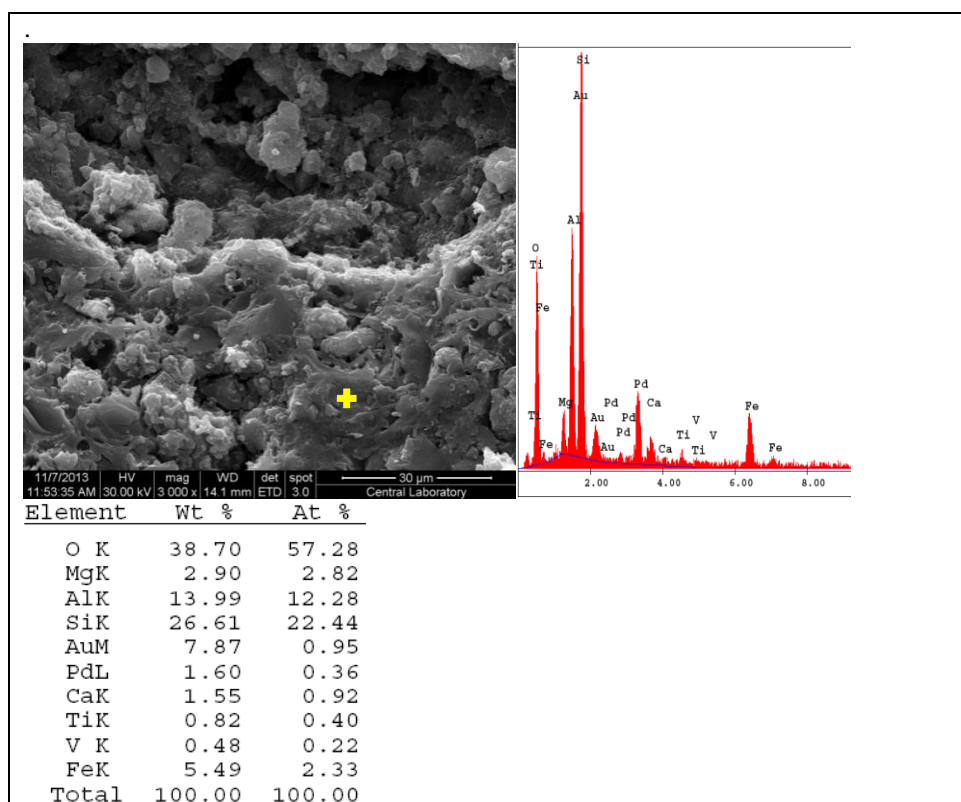 .
11/7/2013 HV mag WD det spot 30 µm
11:53:35 AM 30.00 kV 3 000 x 14.1 mm ETD 3.0 Central Laboratory
Si
Au
Al
O
Ti
Fe
Pd
Ti Mg Pd Ca Fe
Au Pd V
Fe Au Pd Ca Ti Ti V Fe
2.00 4.00 6.00 8.00
Element Wt % At %
O K 38.70 57.28
MgK 2.90 2.82
AlK 13.99 12.28
SiK 26.61 22.44
AuM 7.87 0.95
PdL 1.60 0.36
CaK 1.55 0.92
TiK 0.82 0.40
V K 0.48 0.22
FeK 5.49 2.33
Total 100.00 100.00